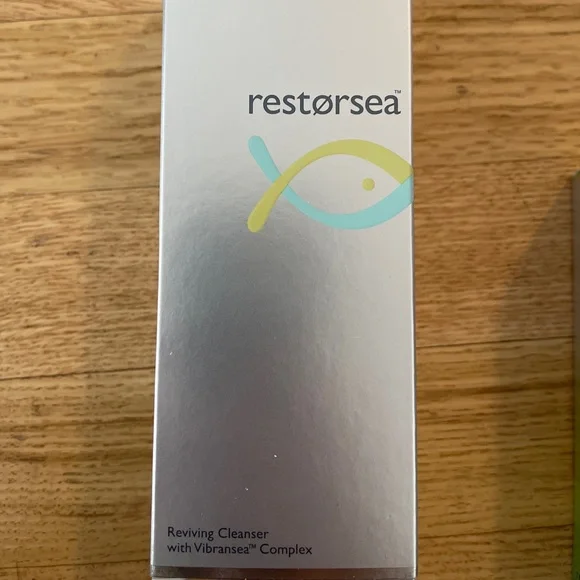 restørsea™
Reviving Cleanser
with Vibransea™ Complex